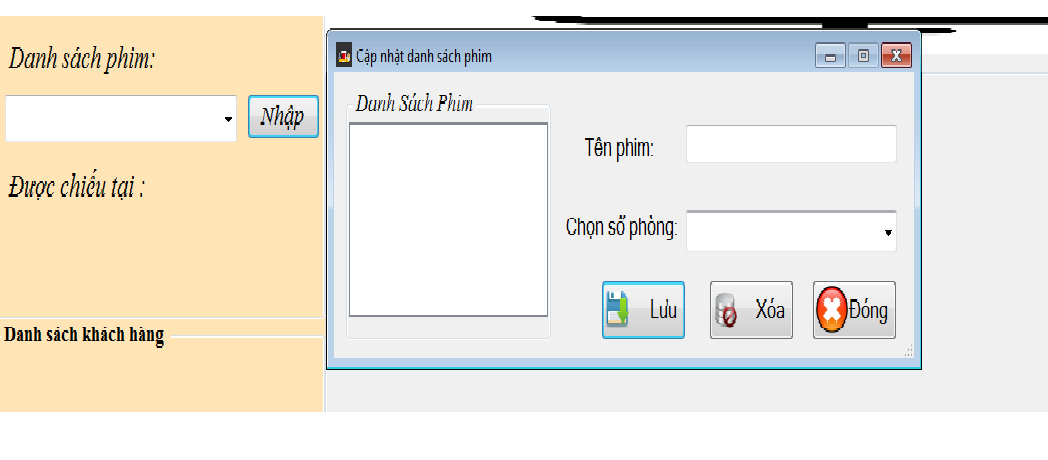 Danh sách phim:
Nhập
Được chiếu tại :
Danh sách khách hàng
Cập nhật danh sách phim
Danh Sách Phim
Tên phim:
Chọn số phòng:
Lưu
Xóa
Đóng